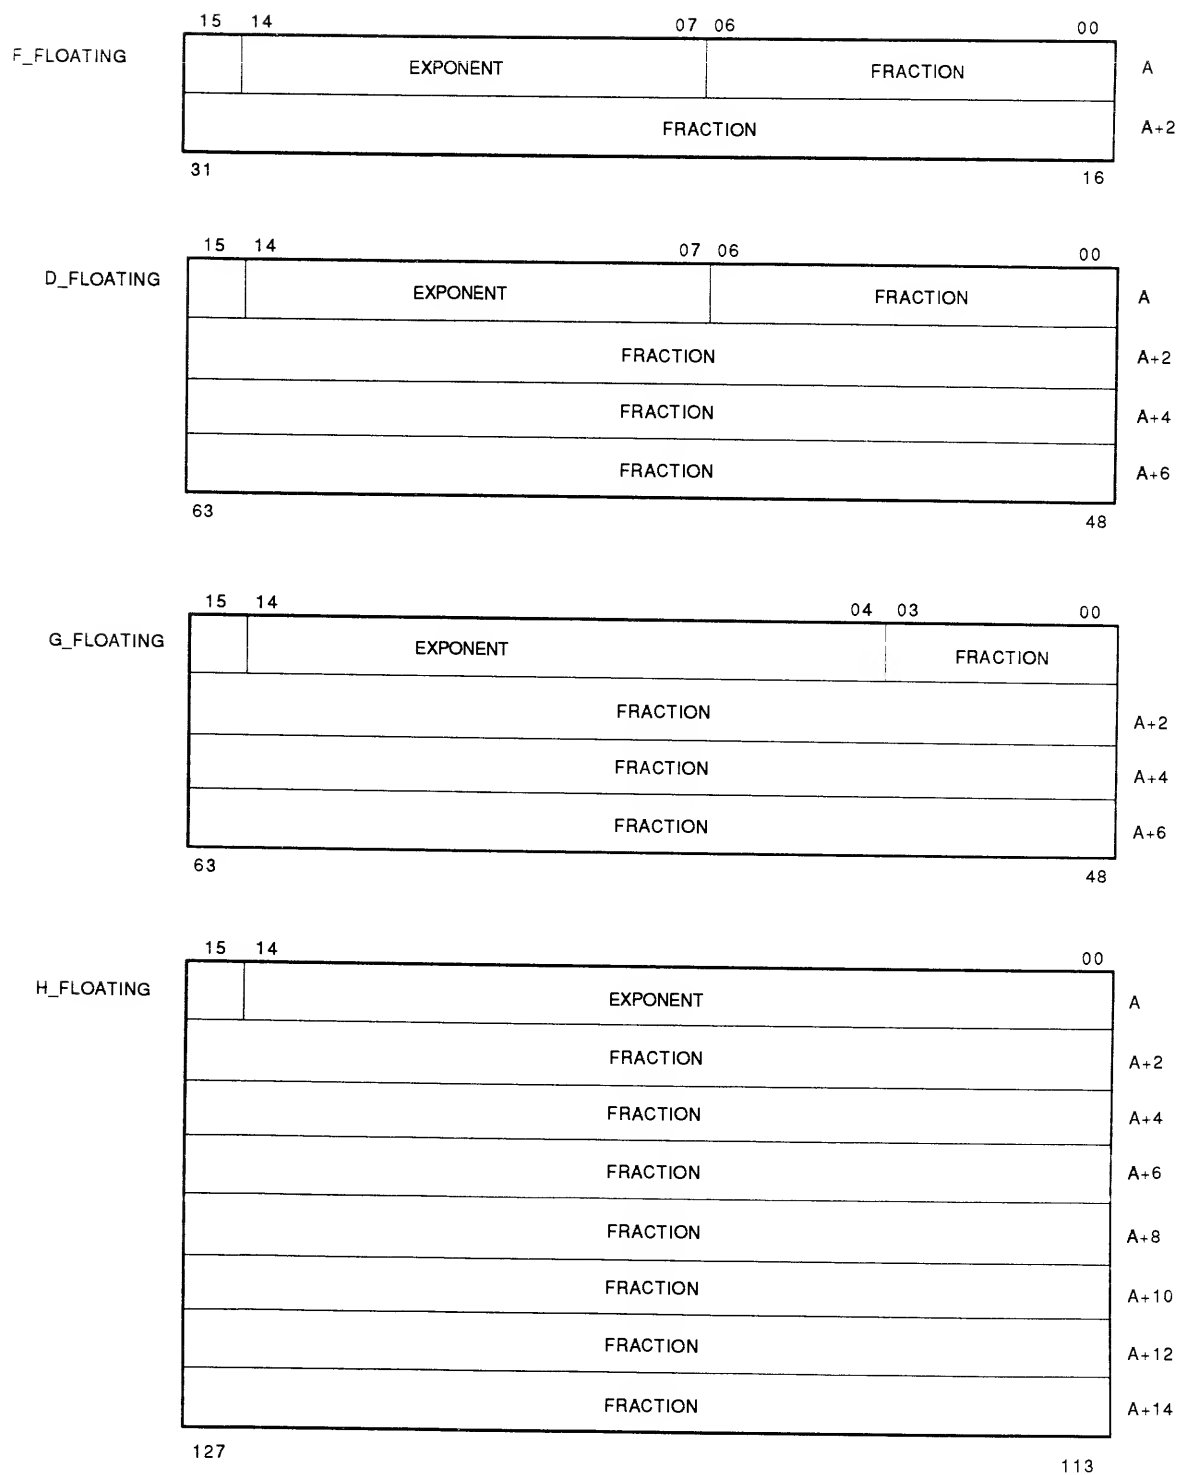 15 14 07 06 00
F_FLOATING EXPONENT FRACTION A
FRACTION A+2
31 16
15 14 07 06 00
D_FLOATING EXPONENT FRACTION A
FRACTION A+2
FRACTION A+4
FRACTION A+6
63 48
15 14 04 03 00
G_FLOATING EXPONENT FRACTION
FRACTION A+2
FRACTION A+4
FRACTION A+6
63 48
15 14 00
H_FLOATING EXPONENT A
FRACTION A+2
FRACTION A+4
FRACTION A+6
FRACTION A+8
FRACTION A+10
FRACTION A+12
FRACTION A+14
127 113